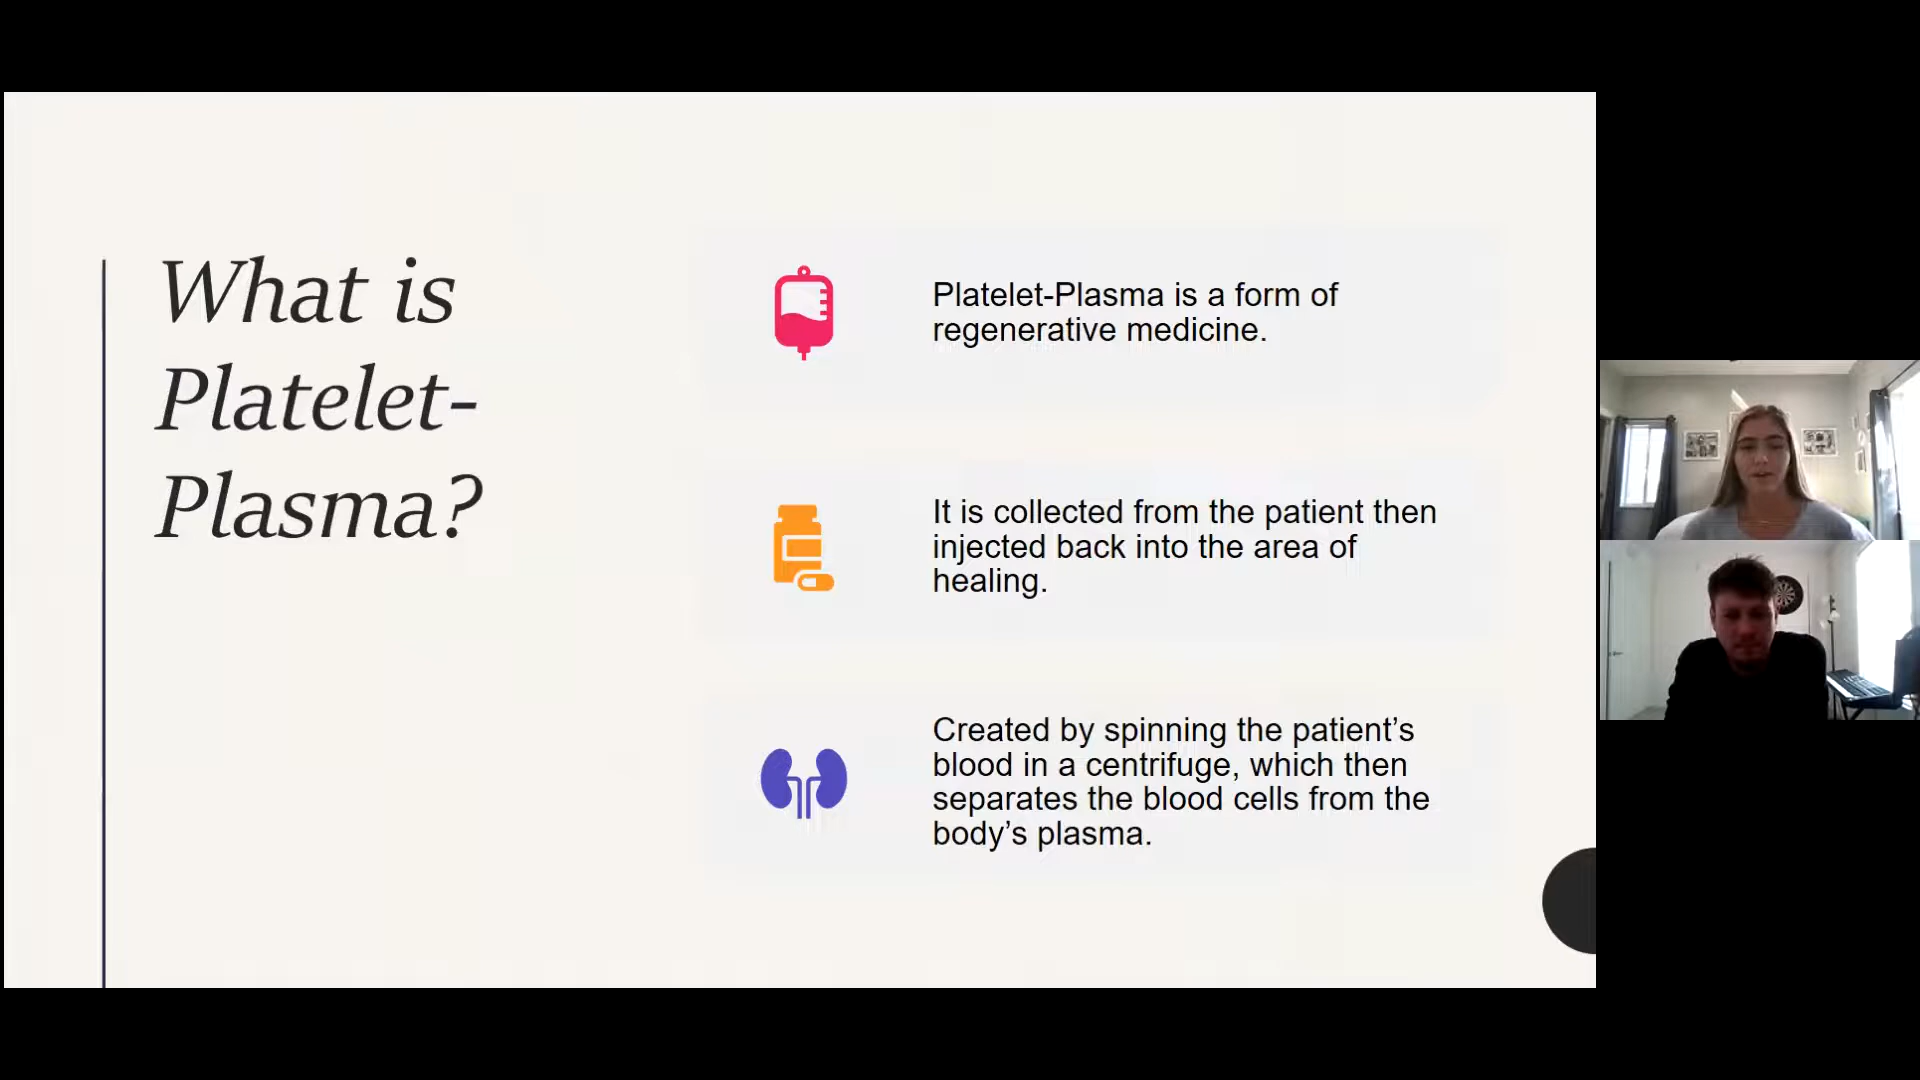 What is
Platelet-
Plasma?
Platelet-Plasma is a form of
regenerative medicine.
It is collected from the patient then
injected back into the area of
healing.
Created by spinning the patient’s
blood in a centrifuge, which then
separates the blood cells from the
body’s plasma.